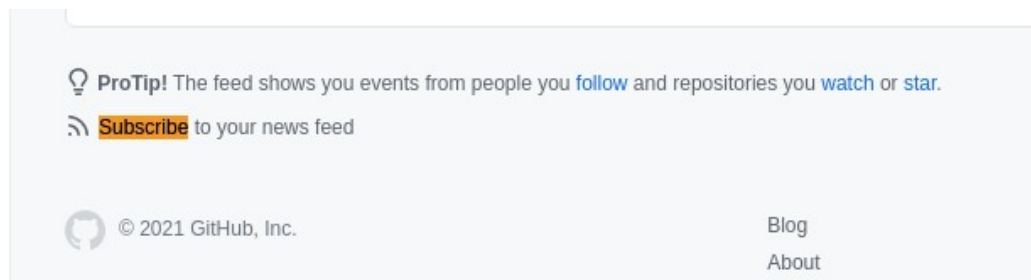 ProTip! The feed shows you events from people you follow and repositories you watch or star.
Subscribe to your news feed
© 2021 GitHub, Inc.
Blog
About